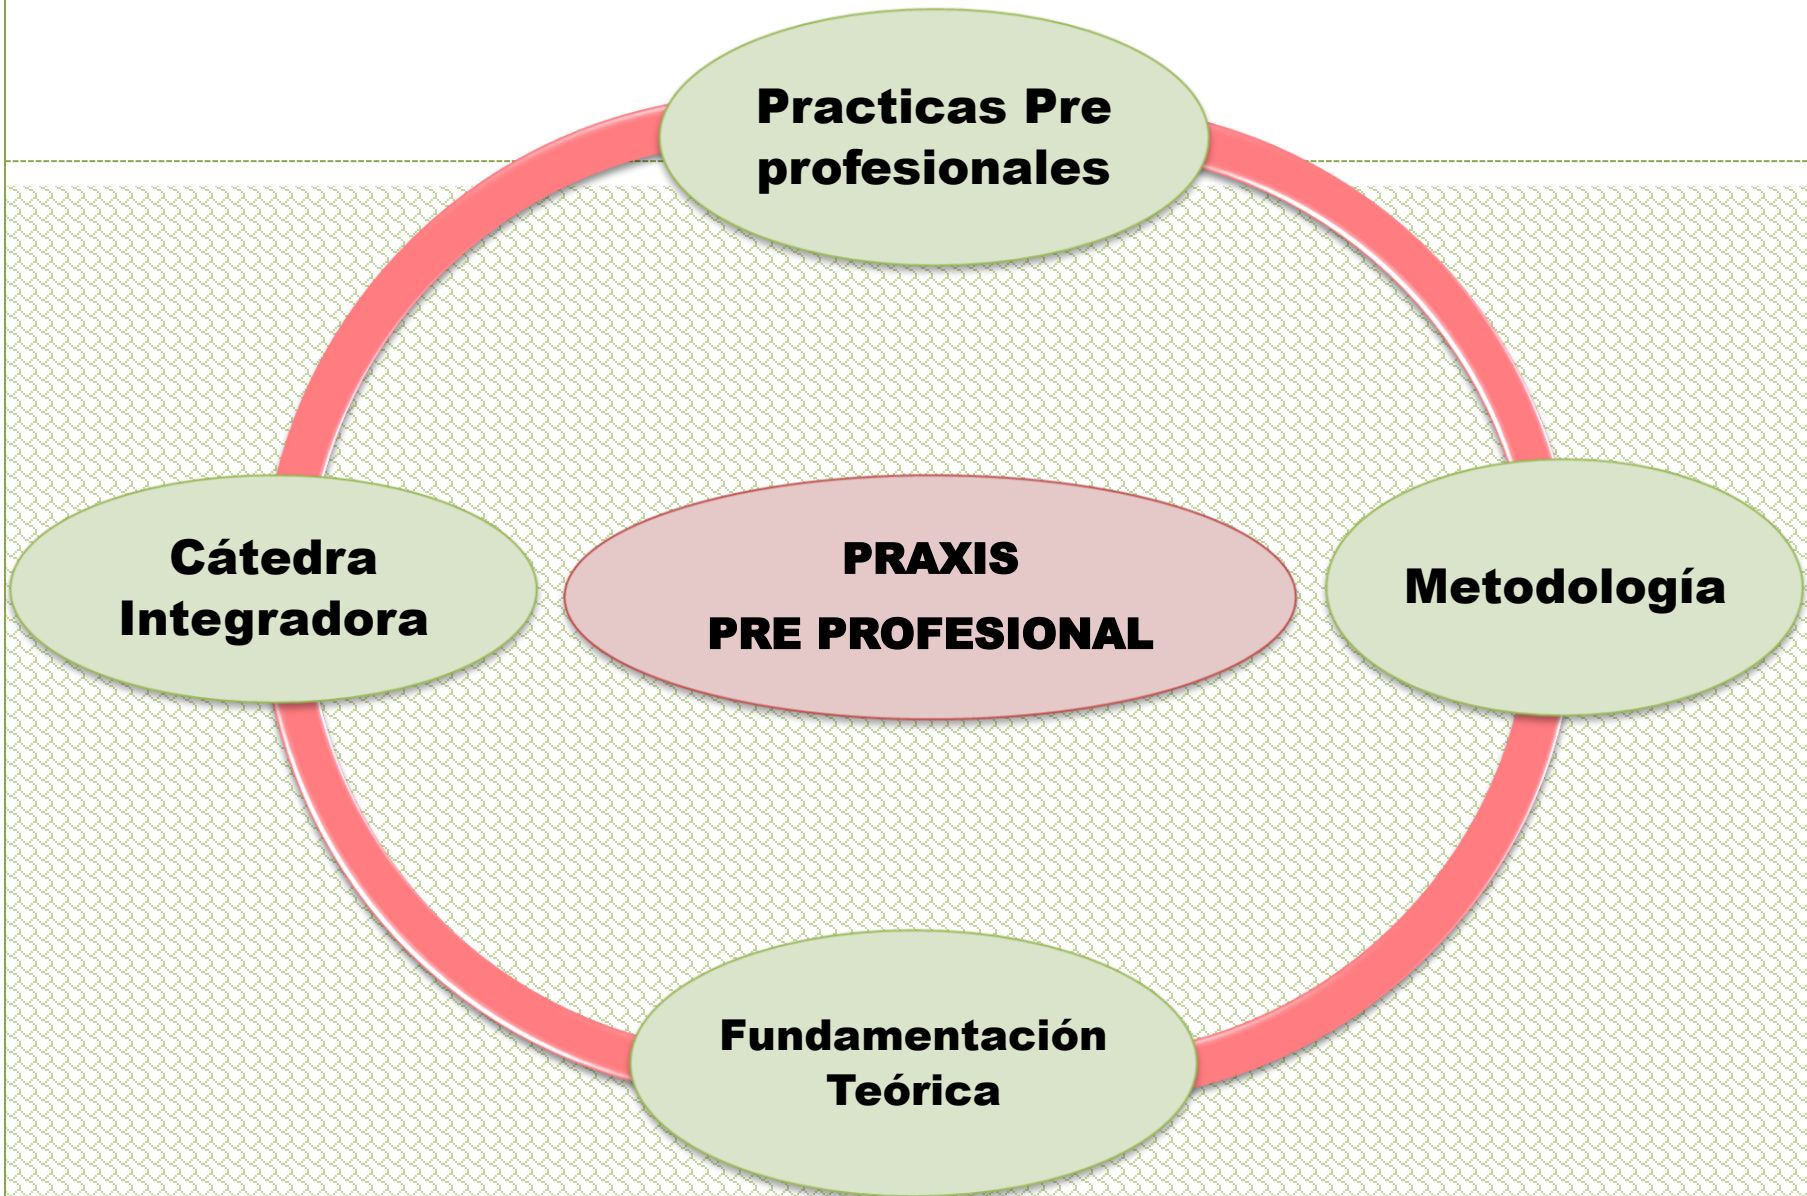 Practicas Pre
profesionales
Cátedra
Integradora
PRAXIS
PRE PROFESIONAL
Metodología
Fundamentación
Teórica